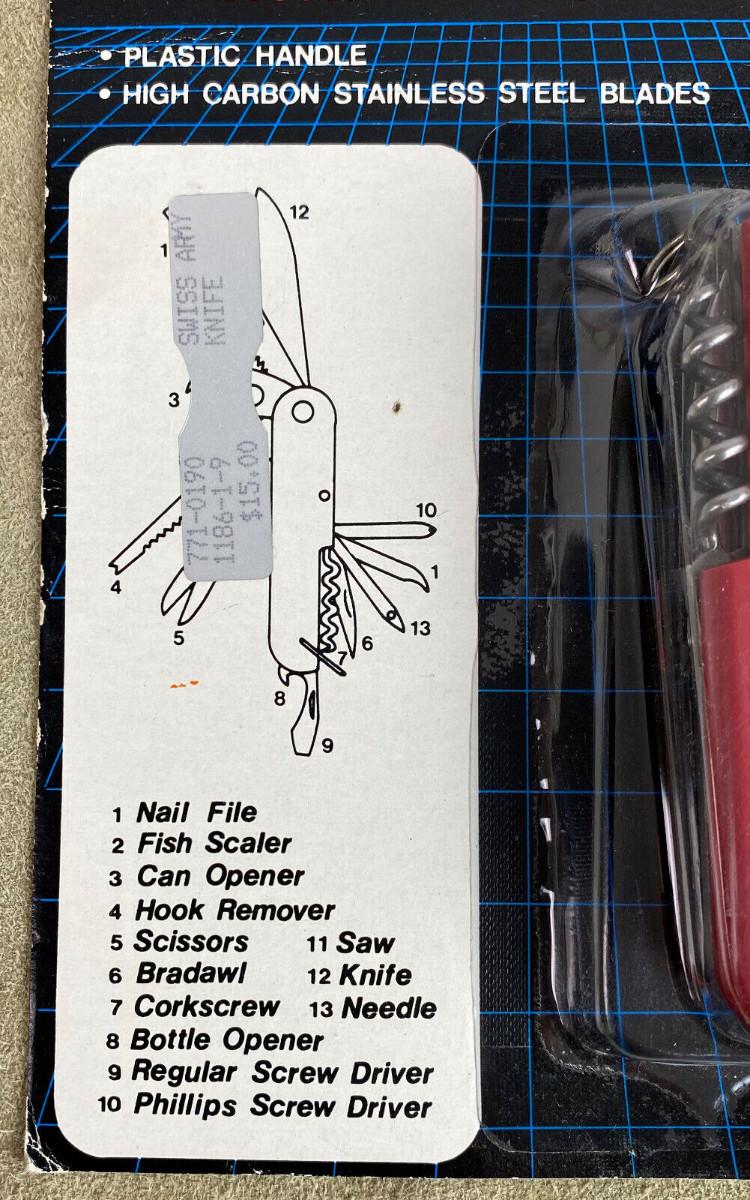 • PLASTIC HANDLE
• HIGH CARBON STAINLESS STEEL BLADES
12
1
SWISS ARMY
KNIFE
3
771-0190
1186-1-9
$15.00
10
4
1
13
5
6
7
8
9
1 Nail File
2 Fish Scaler
3 Can Opener
4 Hook Remover
5 Scissors 11 Saw
6 Bradawl 12 Knife
7 Corkscrew 13 Needle
8 Bottle Opener
9 Regular Screw Driver
10 Phillips Screw Driver